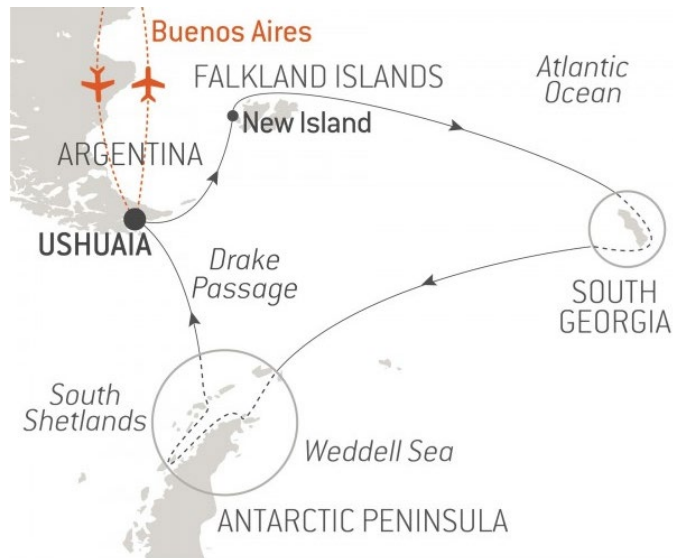 Buenos Aires
FALKLAND ISLANDS
Atlantic
Ocean
New Island
ARGENTINA
USHUAIA
Drake
Passage
SOUTH
GEORGIA
South
Shetlands
Weddell Sea
ANTARCTIC PENINSULA